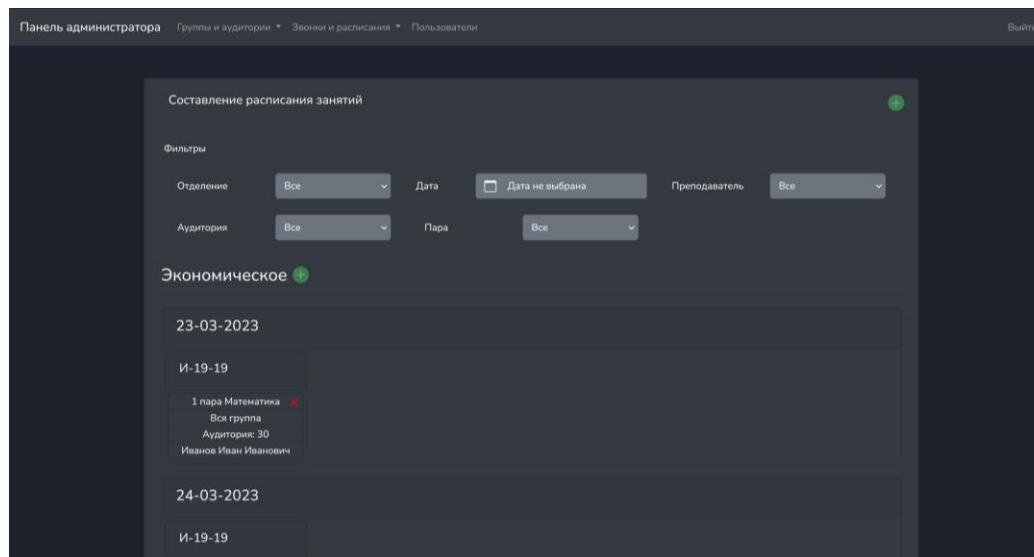 Панель администратора Группы и аудитории Звонки и расписания Пользователи Выйти
Составление расписания занятий
Фильтры
Отделение Все Дата Дата не выбрана Преподаватель Все
Аудитория Все Пара Все
Экономическое
23-03-2023
И-19-19
1 пара Математика
Вся группа
Аудитория: 30
Иванов Иван Иванович
24-03-2023
И-19-19